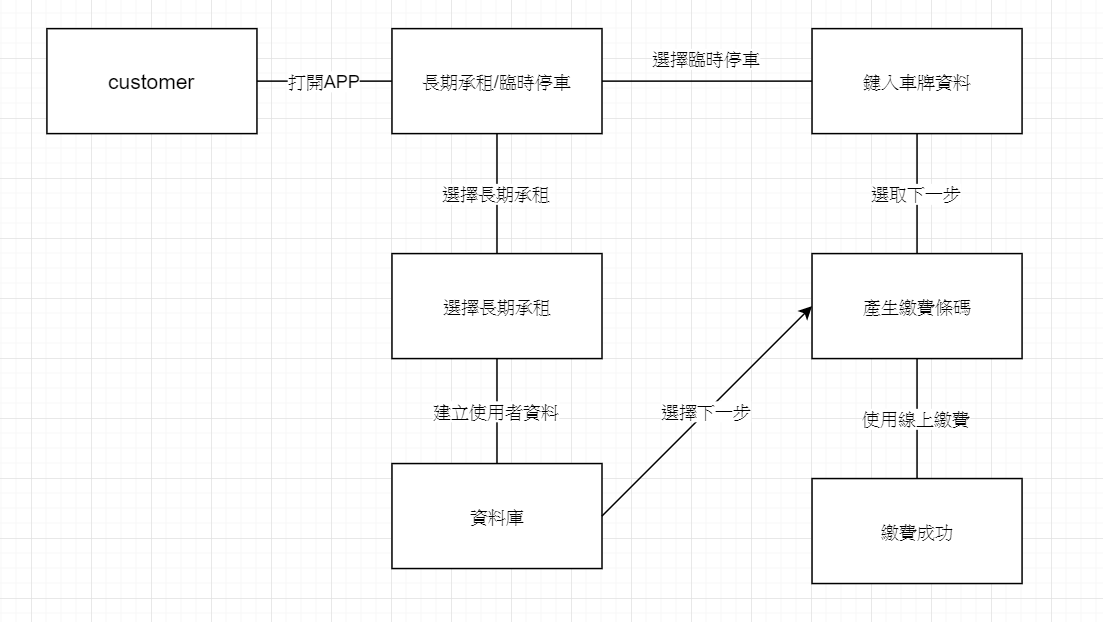 customer
打開APP
長期承租/臨時停車
選擇臨時停車
鍵入車牌資料
選擇長期承租
選取下一步
選擇長期承租
產生繳費條碼
建立使用者資料
選擇下一步
使用線上繳費
資料庫
繳費成功